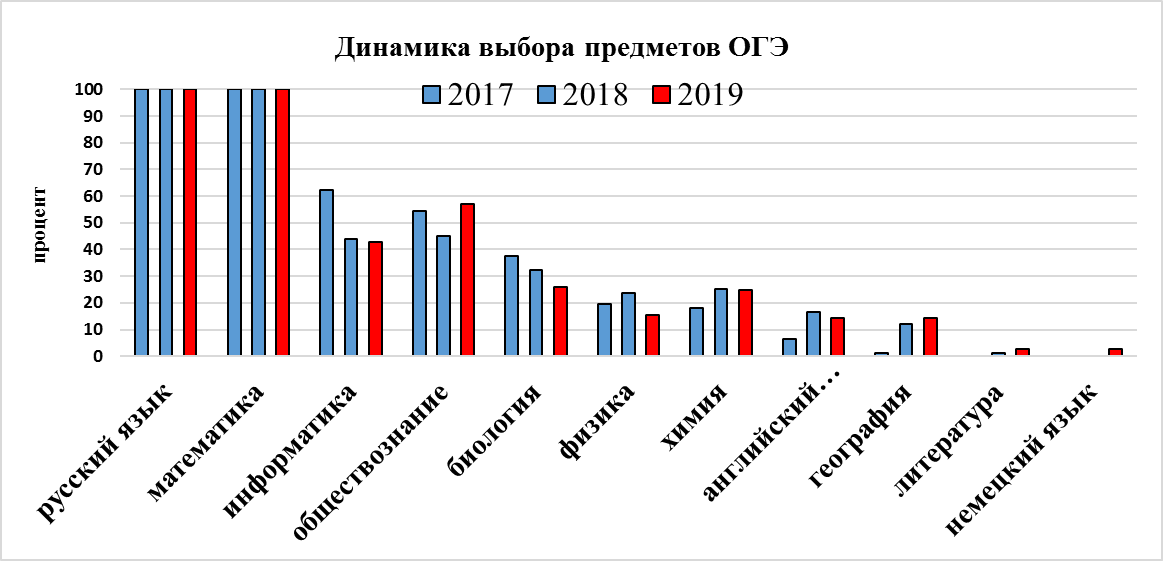 Динамика выбора предметов ОГЭ
2017 2018 2019
процент
100
90
80
70
60
50
40
30
20
10
0
русский язык
математика
информатика
обществознание
биология
физика
химия
английский…
география
литература
немецкий язык